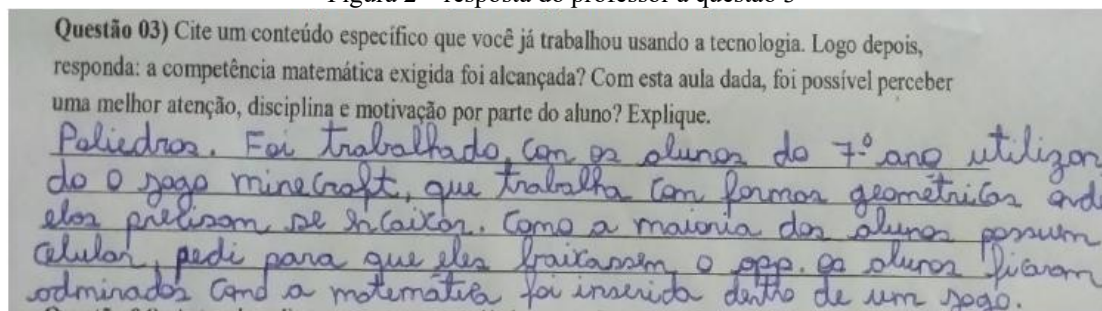 Figura 2 – resposta do professor a questão 3
Questão 03) Cite um conteúdo específico que você já trabalhou usando a tecnologia. Logo depois,
responda: a competência matemática exigida foi alcançada? Com esta aula dada, foi possível perceber
uma melhor atenção, disciplina e motivação por parte do aluno? Explique.
Poliedros. Foi trabalhado, com os alunos do 7º ano utilizan
do o jogo minecraft, que trabalha com formas geométricas ond
elas precisam se encaixar. Como a maioria dos alunos possuem
celular, pedi para que eles baixassem o app. os alunos ficaram
admirados como a matemática foi inserida dentro de um jogo.